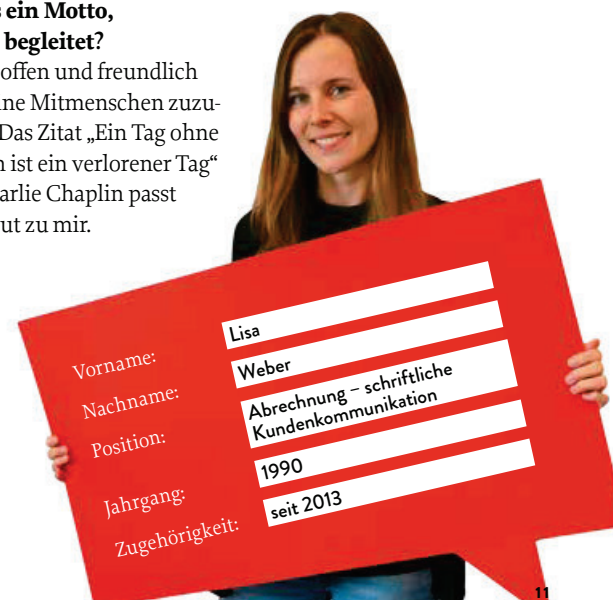 s ein Motto,
begleitet?
offen und freundlich
ine Mitmenschen zuzu-
Das Zitat „Ein Tag ohne
n ist ein verlorener Tag“
arlie Chaplin passt
ut zu mir.
Vorname: Lisa
Nachname: Weber
Position: Abrechnung – schriftliche
Kundenkommunikation
Jahrgang: 1990
Zugehörigkeit: seit 2013
11